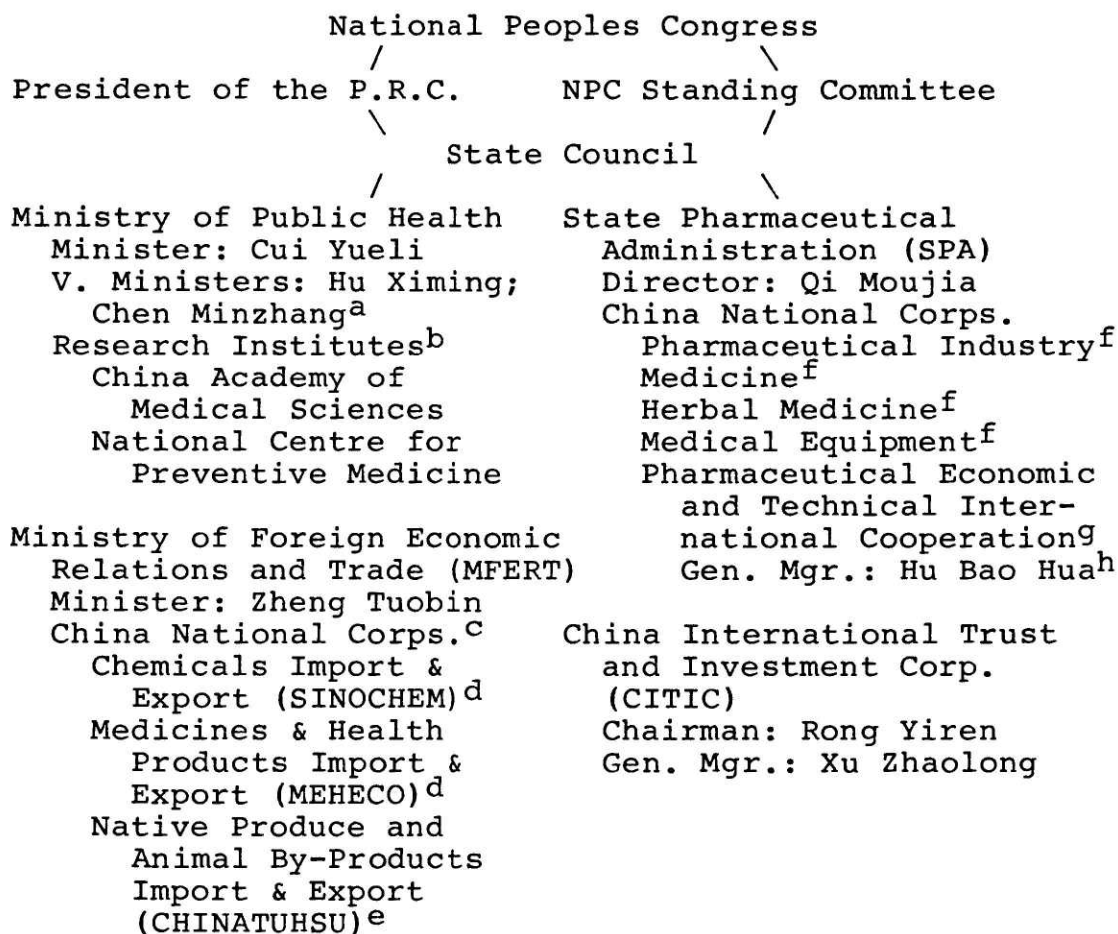 National Peoples Congress
/ \
President of the P.R.C. NPC Standing Committee
\ /
State Council
/ \
Ministry of Public Health
Minister: Cui Yueli
V. Ministers: Hu Ximing;
Chen Minzhang^a
Research Institutes^b
China Academy of
Medical Sciences
National Centre for
Preventive Medicine
Ministry of Foreign Economic
Relations and Trade (MFERT)
Minister: Zheng Tuobin
China National Corps.^c
Chemicals Import &
Export (SINOCHEM)^d
Medicines & Health
Products Import &
Export (MEHECO)^d
Native Produce and
Animal By-Products
Import & Export
(CHINATUHSU)^e
State Pharmaceutical
Administration (SPA)
Director: Qi Moujia
China National Corps.
Pharmaceutical Industry^f
Medicine^f
Herbal Medicine^f
Medical Equipment^f
Pharmaceutical Economic
and Technical Inter-
national Cooperation^g
Gen. Mgr.: Hu Bao Hua^h
China International Trust
and Investment Corp.
(CITIC)
Chairman: Rong Yiren
Gen. Mgr.: Xu Zhaolong